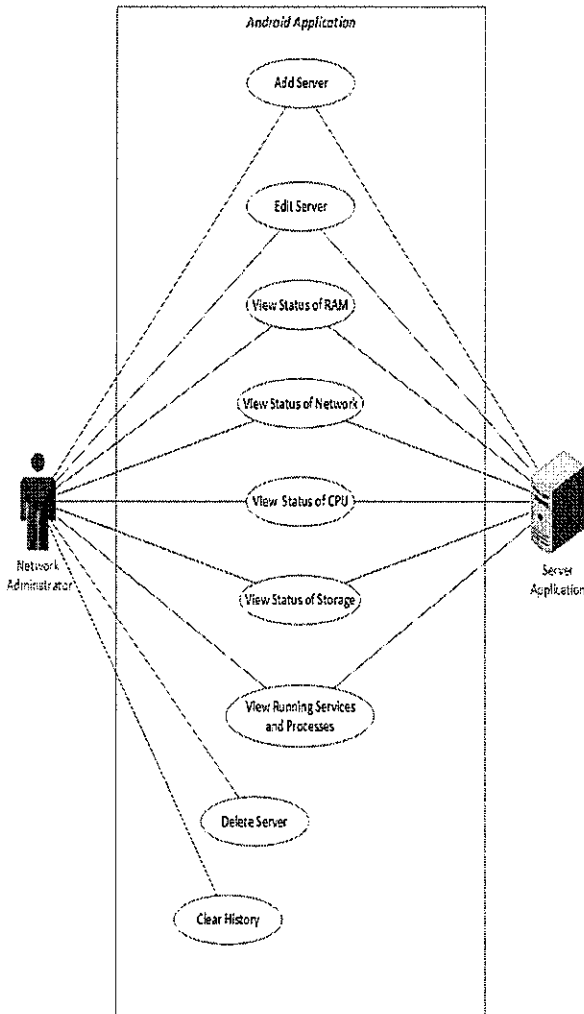 Android Application
Add Server
Edit Server
View Status of RAM
View Status of Network
View Status of CPU
Network
Adminstrator
Server
Application
View Status of Storage
View Running Services
and Processes
Delete Server
Clear History